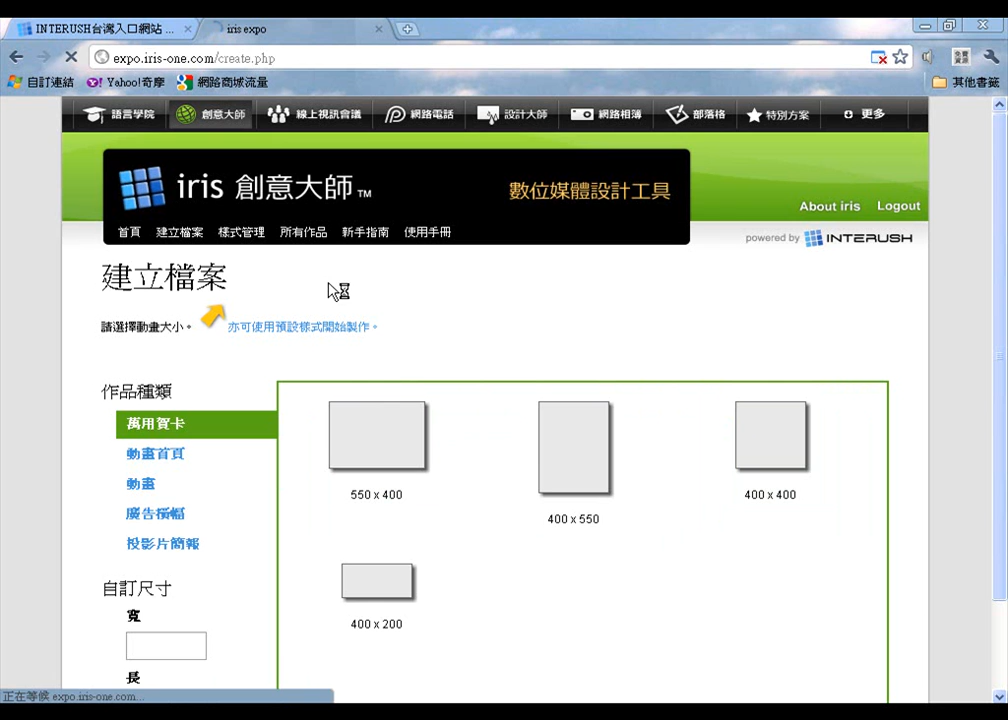 INTERUSH台灣入口網站 ...
iris expo
expo.iris-one.com/create.php
自訂連結 Yahoo!奇摩 網路商城流量 其他書籤
語言學院 創意大師 線上視訊會議 網路電話 設計大師 網路相簿 部落格 特別方案 更多
iris 創意大師 TM
數位媒體設計工具
About iris Logout
首頁 建立檔案 樣式管理 所有作品 新手指南 使用手冊
powered by INTERUSH
建立檔案
請選擇動畫大小。
亦可使用預設樣式開始製作。
作品種類
萬用賀卡
動畫首頁
動畫
廣告橫幅
投影片簡報
550 x 400
400 x 550
400 x 400
400 x 200
自訂尺寸
寬
長
正在等候 expo.iris-one.com...